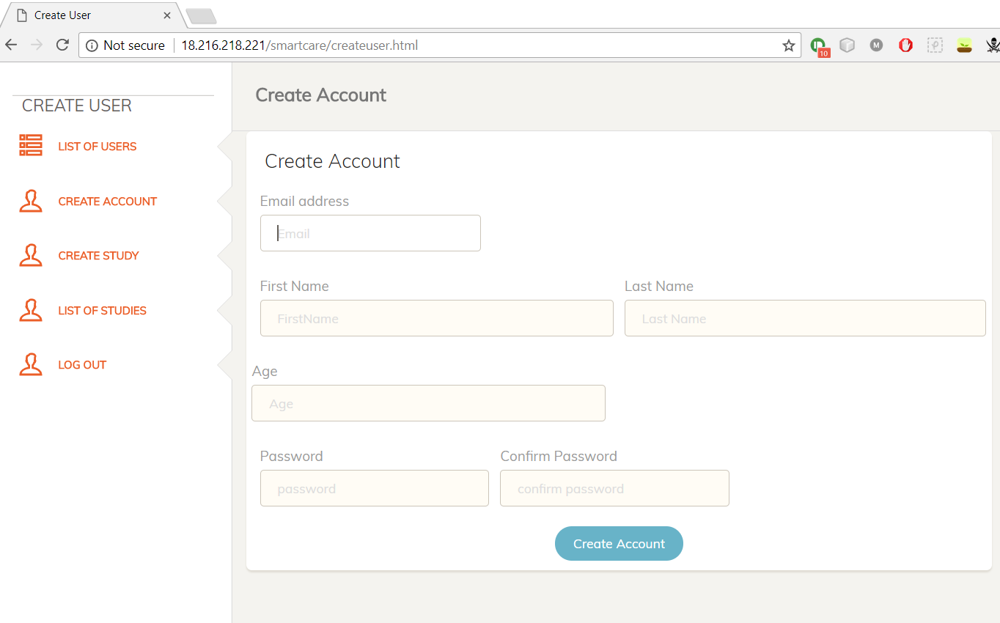 Create User
Not secure 18.216.218.221/smartcare/createuser.html
10
M
CREATE USER
LIST OF USERS
CREATE ACCOUNT
CREATE STUDY
LIST OF STUDIES
LOG OUT
Create Account
Create Account
Email address
Email
First Name Last Name
FirstName Last Name
Age
Age
Password Confirm Password
password confirm password
Create Account